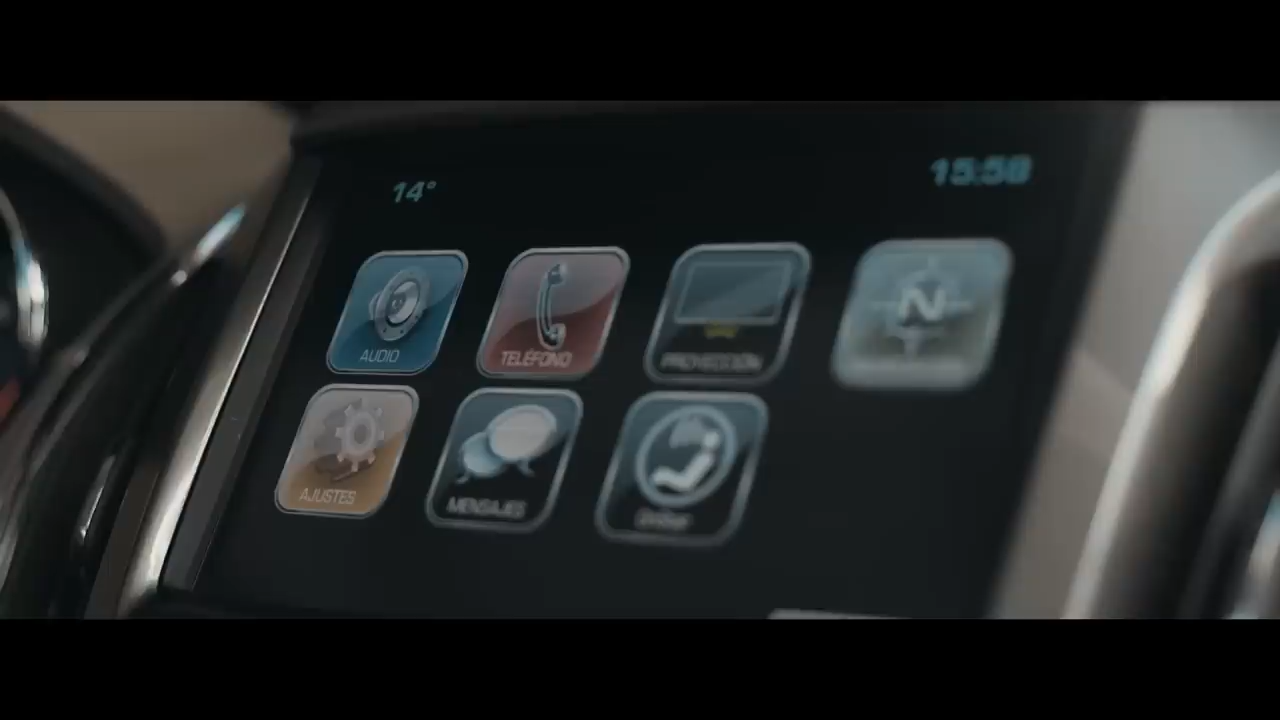 14°
15:58
AUDIO
TELÉFONO
PROYECCIÓN
N
AJUSTES
MENSAJES